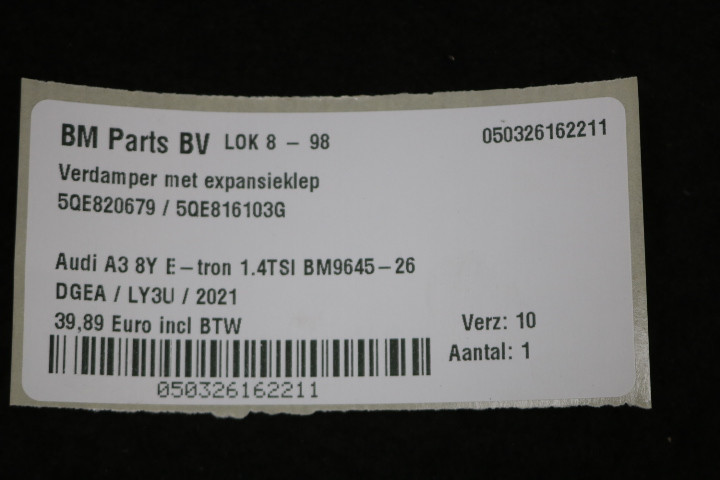 BM Parts BV LOK 8 - 98 050326162211
Verdamper met expansieklep
5QE820679 / 5QE816103G
Audi A3 8Y E-tron 1.4TSI BM9645-26
DGEA / LY3U / 2021
39,89 Euro incl BTW Verz: 10
Aantal: 1
050326162211